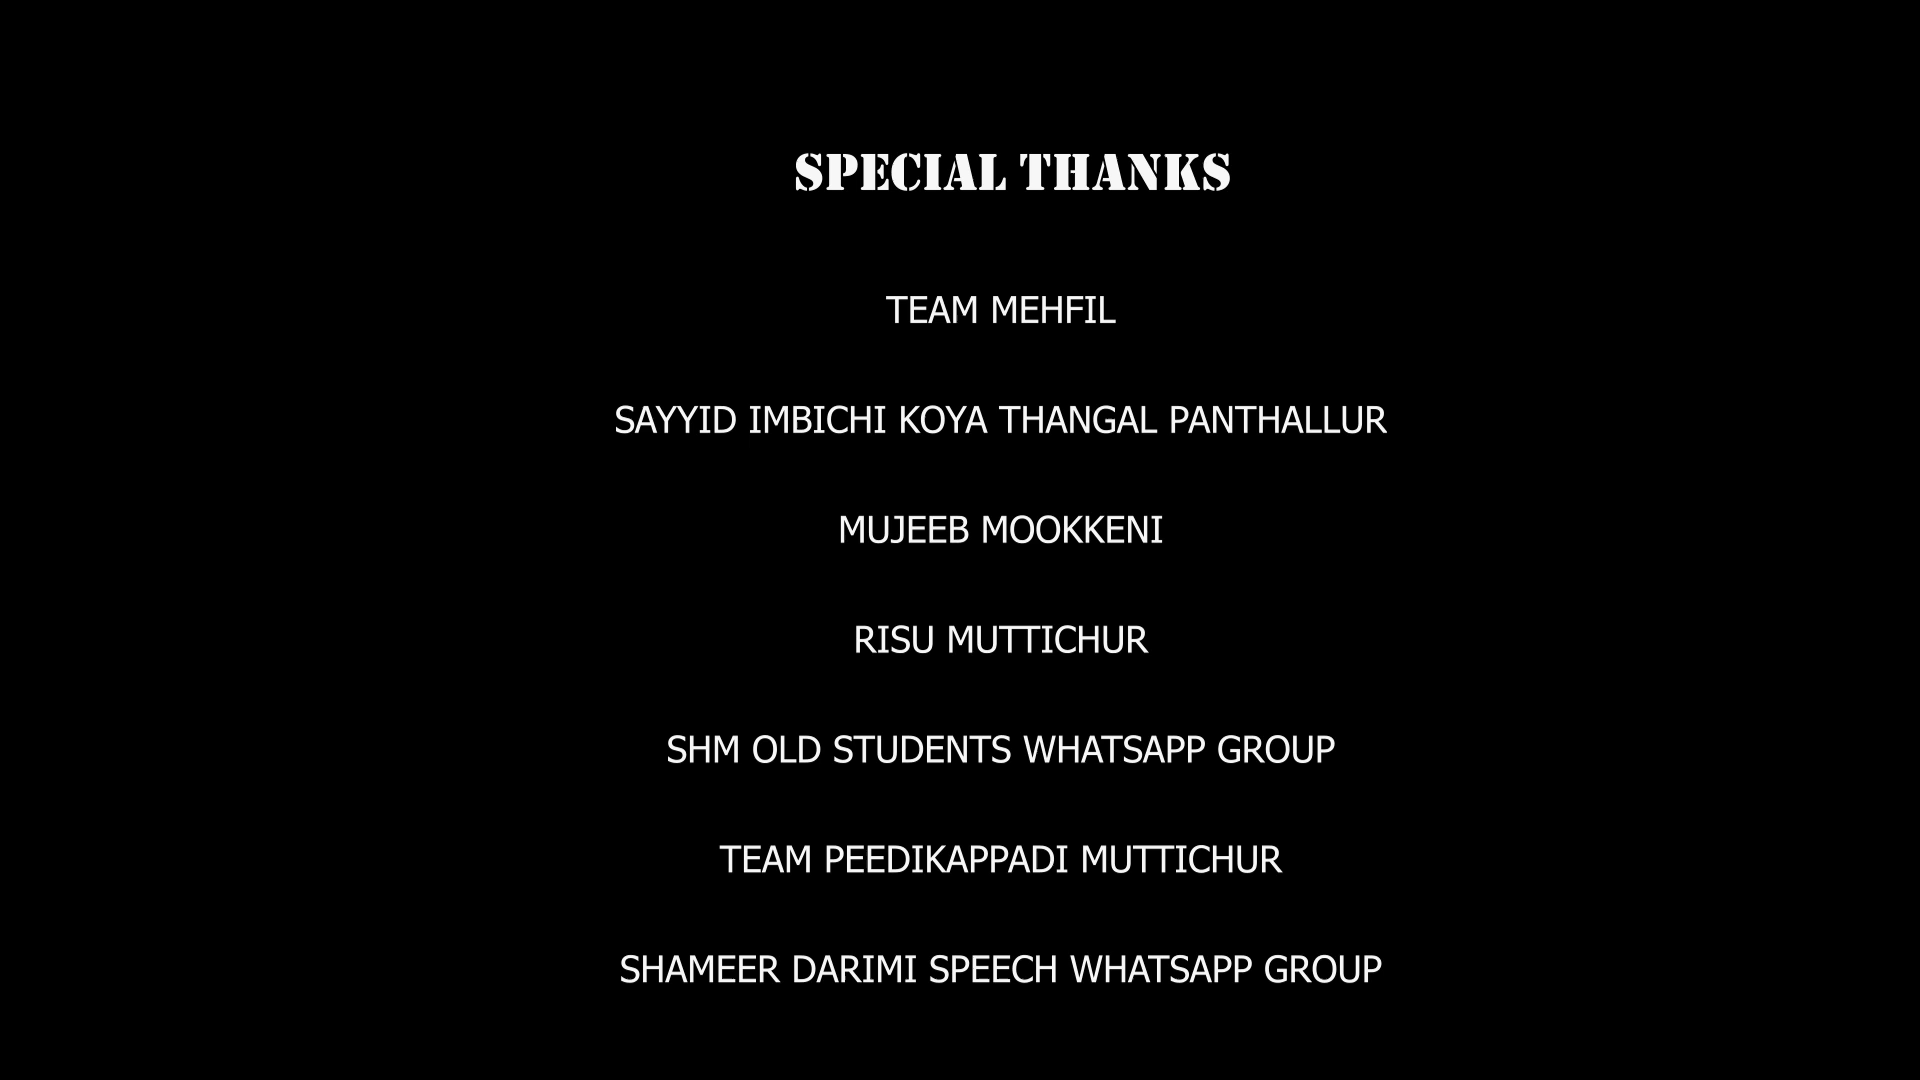 SPECIAL THANKS
TEAM MEHFIL
SAYYID IMBICHI KOYA THANGAL PANTHALLUR
MUJEEB MOOKKENI
RISU MUTTICHUR
SHM OLD STUDENTS WHATSAPP GROUP
TEAM PEEDIKAPPADI MUTTICHUR
SHAMEER DARIMI SPEECH WHATSAPP GROUP